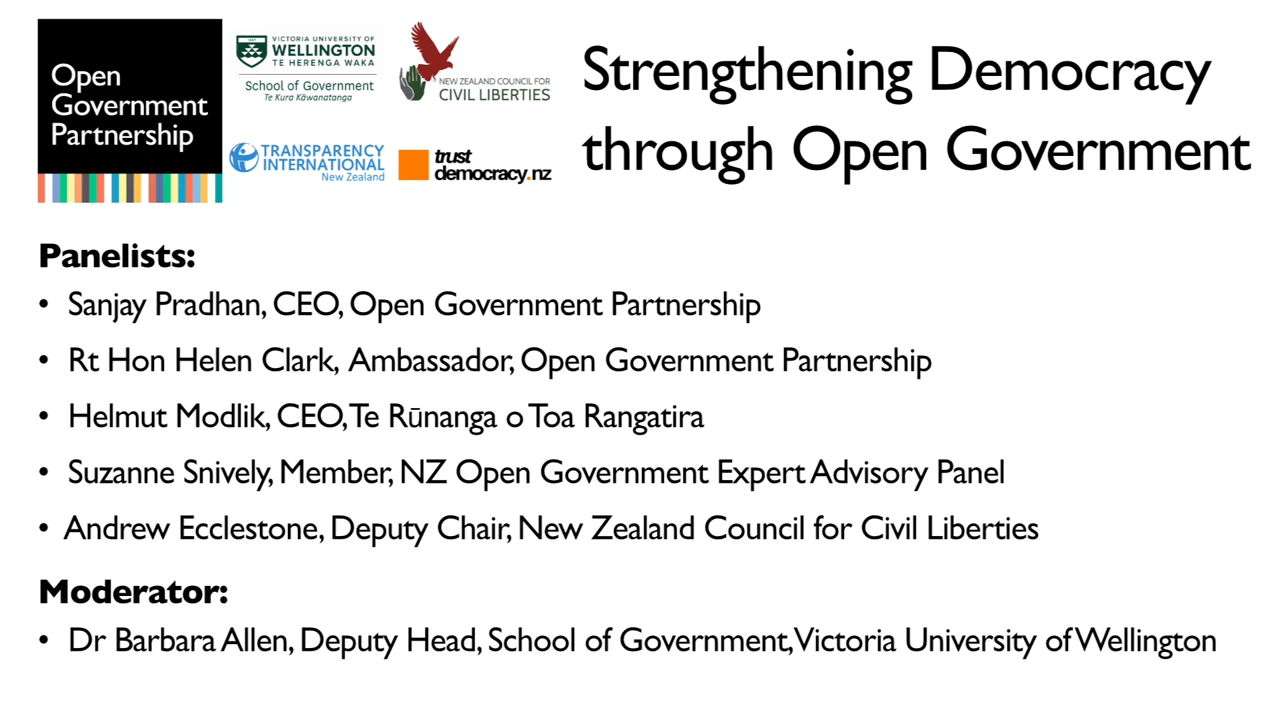 Open
Government
Partnership
VICTORIA UNIVERSITY OF
WELLINGTON
TE HERENGA WAKA
School of Government
Te Kura Kāwanatanga
NEW ZEALAND COUNCIL FOR
CIVIL LIBERTIES
TRANSPARENCY
INTERNATIONAL
New Zealand
trust
democracy.nz
Strengthening Democracy
through Open Government
Panelists:
• Sanjay Pradhan, CEO, Open Government Partnership
• Rt Hon Helen Clark, Ambassador, Open Government Partnership
• Helmut Modlik, CEO, Te Rūnanga o Toa Rangatira
• Suzanne Snively, Member, NZ Open Government Expert Advisory Panel
• Andrew Ecclestone, Deputy Chair, New Zealand Council for Civil Liberties
Moderator:
• Dr Barbara Allen, Deputy Head, School of Government, Victoria University of Wellington